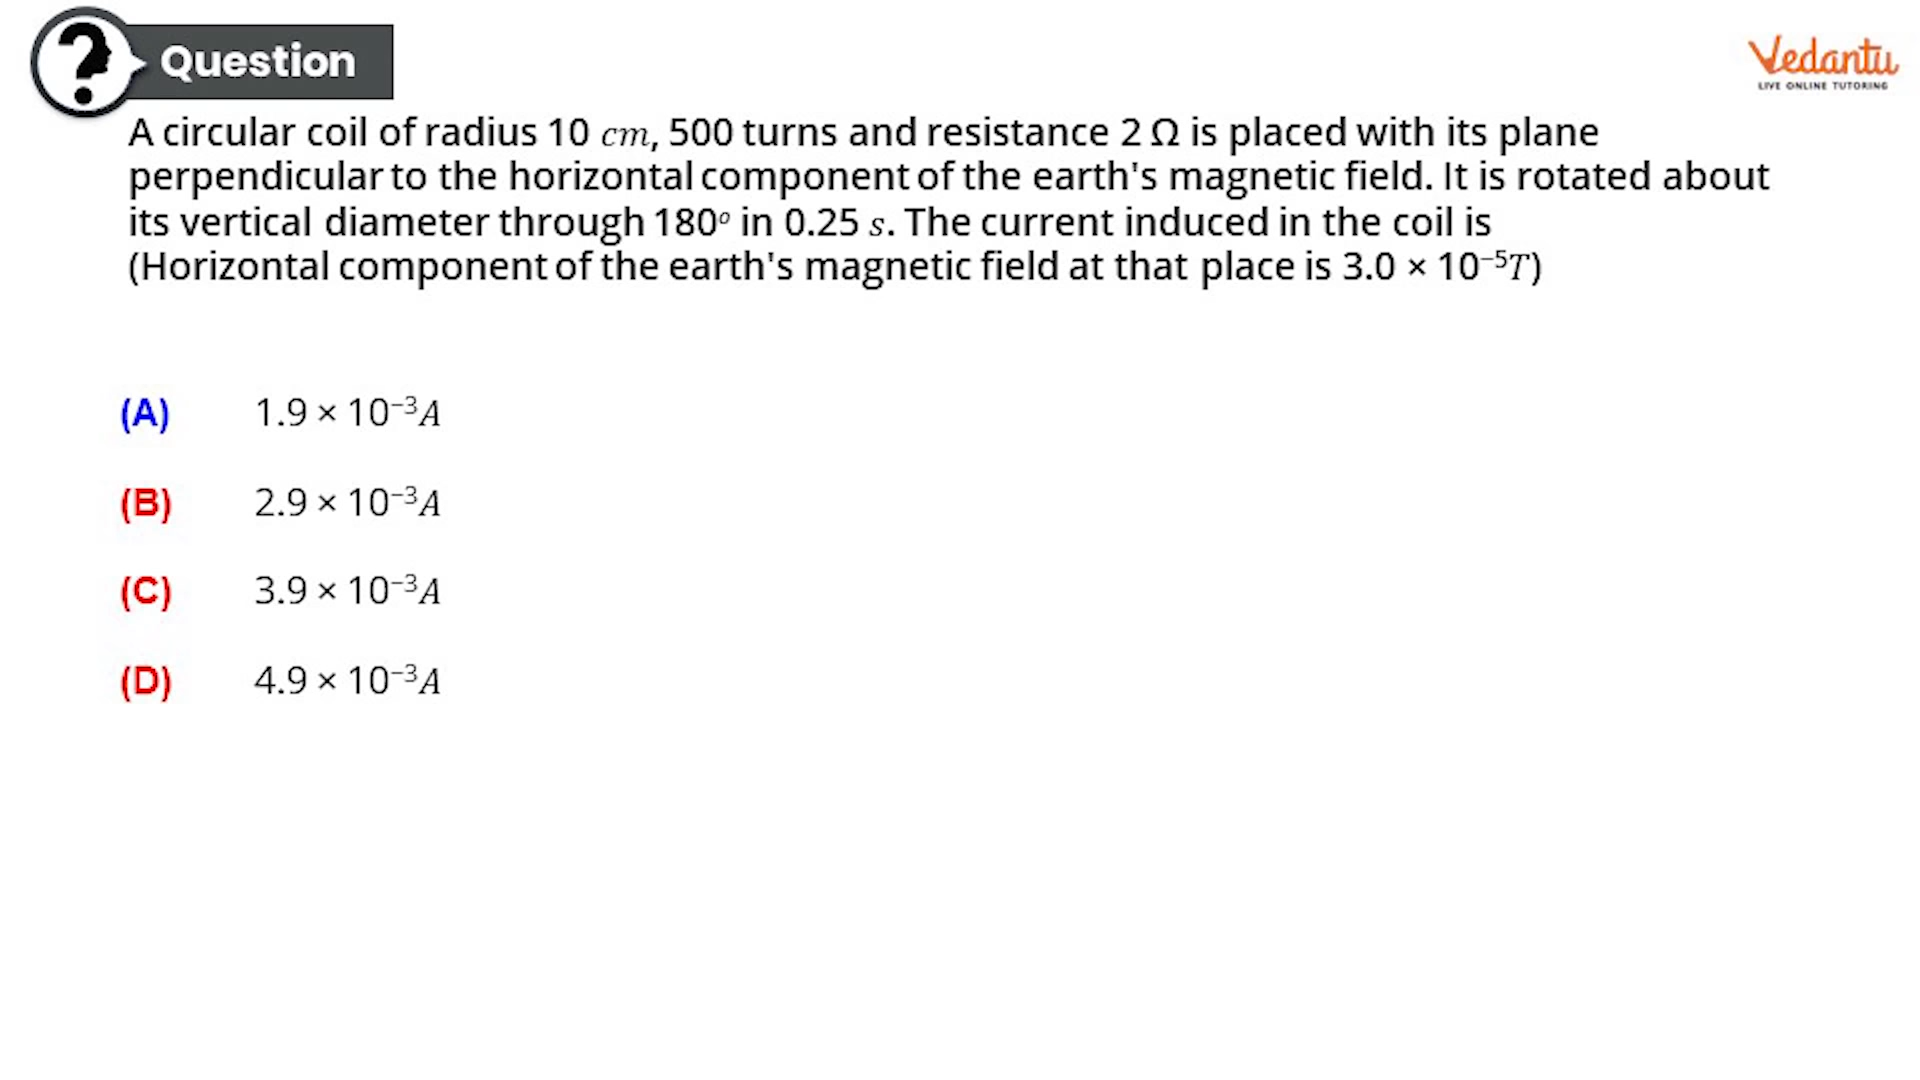 Question
Vedantu
LIVE ONLINE TUTORING
A circular coil of radius 10 cm, 500 turns and resistance 2 Ω is placed with its plane
perpendicular to the horizontal component of the earth's magnetic field. It is rotated about
its vertical diameter through 180° in 0.25 s. The current induced in the coil is
(Horizontal component of the earth's magnetic field at that place is 3.0 × 10⁻⁵T)
(A) 1.9 × 10⁻³A
(B) 2.9 × 10⁻³A
(C) 3.9 × 10⁻³A
(D) 4.9 × 10⁻³A